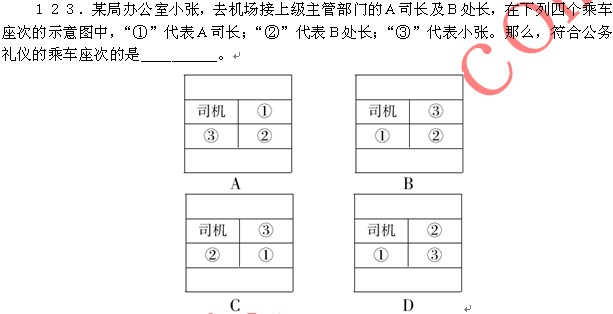 １２３．某局办公室小张，去机场接上级主管部门的A司长及B处长，在下列四个乘车
座次的示意图中，“①”代表A司长；“②”代表B处长；“③”代表小张。那么，符合公务
礼仪的乘车座次的是__________。
司机 ①
③ ②
A
司机 ③
① ②
B
司机 ③
② ①
C
司机 ②
① ③
D